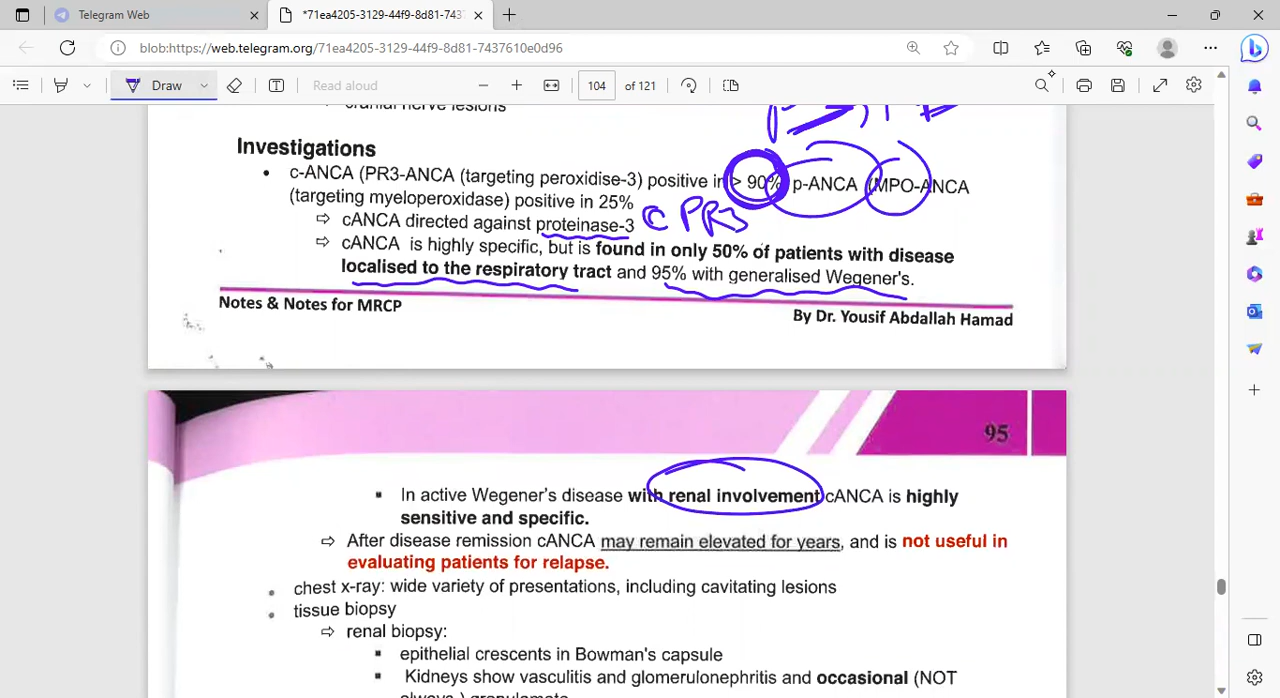 Telegram Web
*71ea4205-3129-44f9-8d81-7437
blob:https://web.telegram.org/71ea4205-3129-44f9-8d81-7437610e0d96
Draw
Read aloud
104 of 121
cranial nerve lesions
Investigations
• c-ANCA (PR3-ANCA (targeting peroxidise-3) positive in > 90% p-ANCA (MPO-ANCA
(targeting myeloperoxidase) positive in 25%
⇨ cANCA directed against proteinase-3 C PR3
⇨ cANCA is highly specific, but is found in only 50% of patients with disease
localised to the respiratory tract and 95% with generalised Wegener's.
Notes & Notes for MRCP
By Dr. Yousif Abdallah Hamad
95
▪ In active Wegener's disease with renal involvement cANCA is highly
sensitive and specific.
⇨ After disease remission cANCA may remain elevated for years, and is not useful in
evaluating patients for relapse.
• chest x-ray: wide variety of presentations, including cavitating lesions
• tissue biopsy
⇨ renal biopsy:
▪ epithelial crescents in Bowman's capsule
▪ Kidneys show vasculitis and glomerulonephritis and occasional (NOT
always ) granulomata